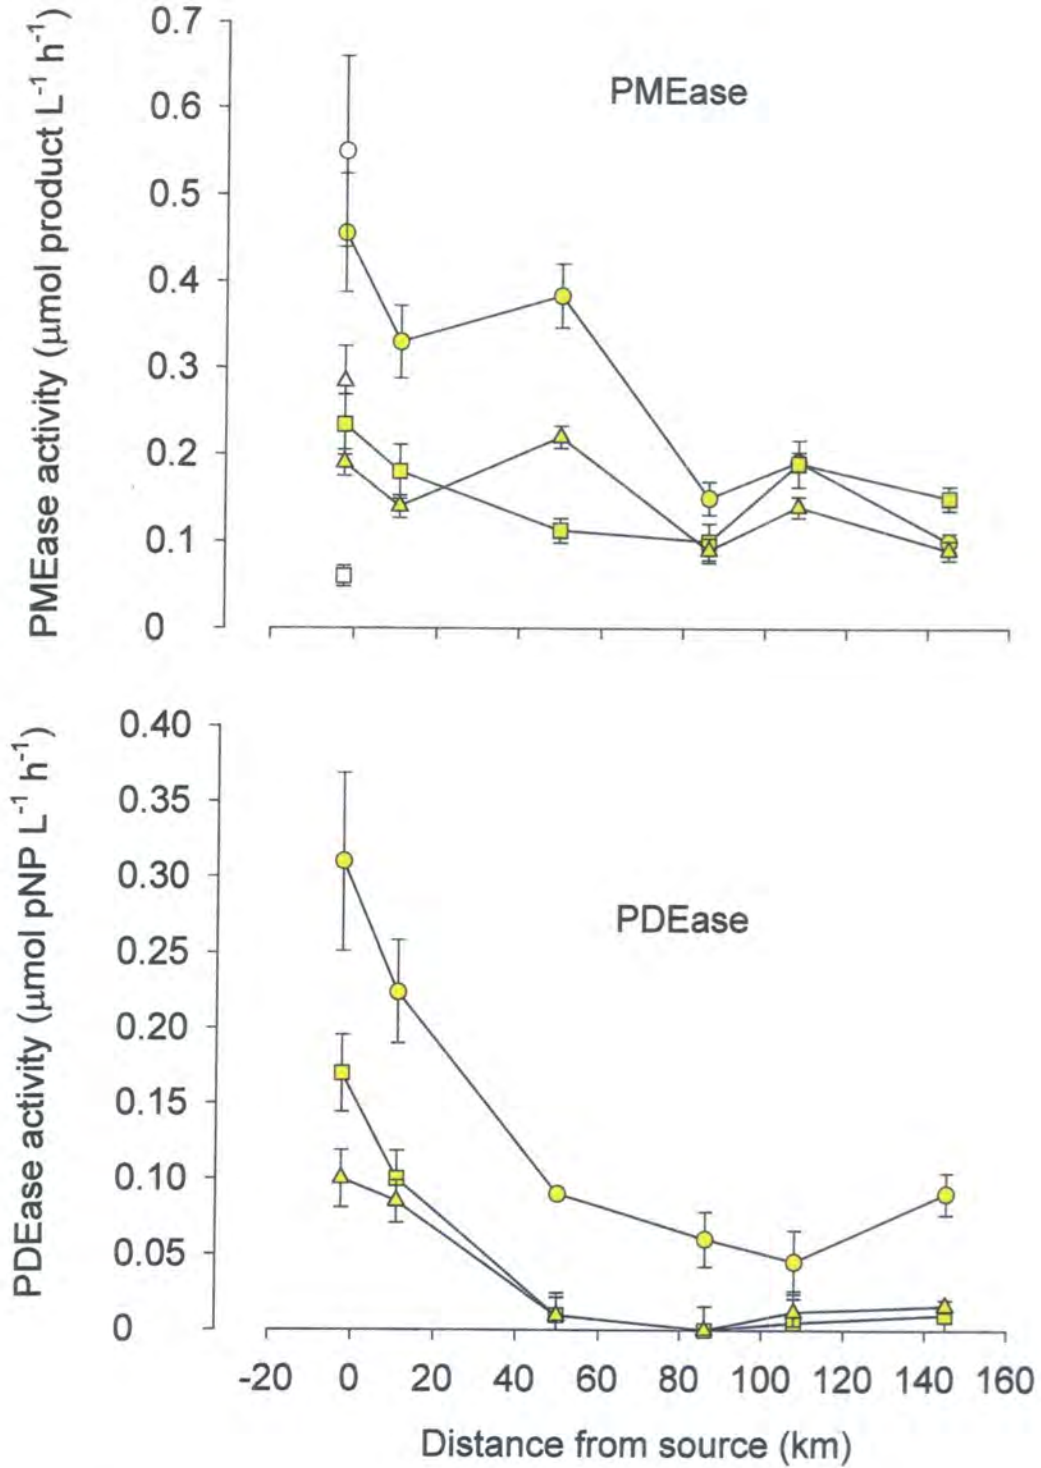 PMEase activity (μmol product L⁻¹ h⁻¹)
0.7
0.6
0.5
0.4
0.3
0.2
0.1
0
PMEase
PDEase activity (μmol pNP L⁻¹ h⁻¹)
0.40
0.35
0.30
0.25
0.20
0.15
0.10
0.05
0
PDEase
-20 0 20 40 60 80 100 120 140 160
Distance from source (km)